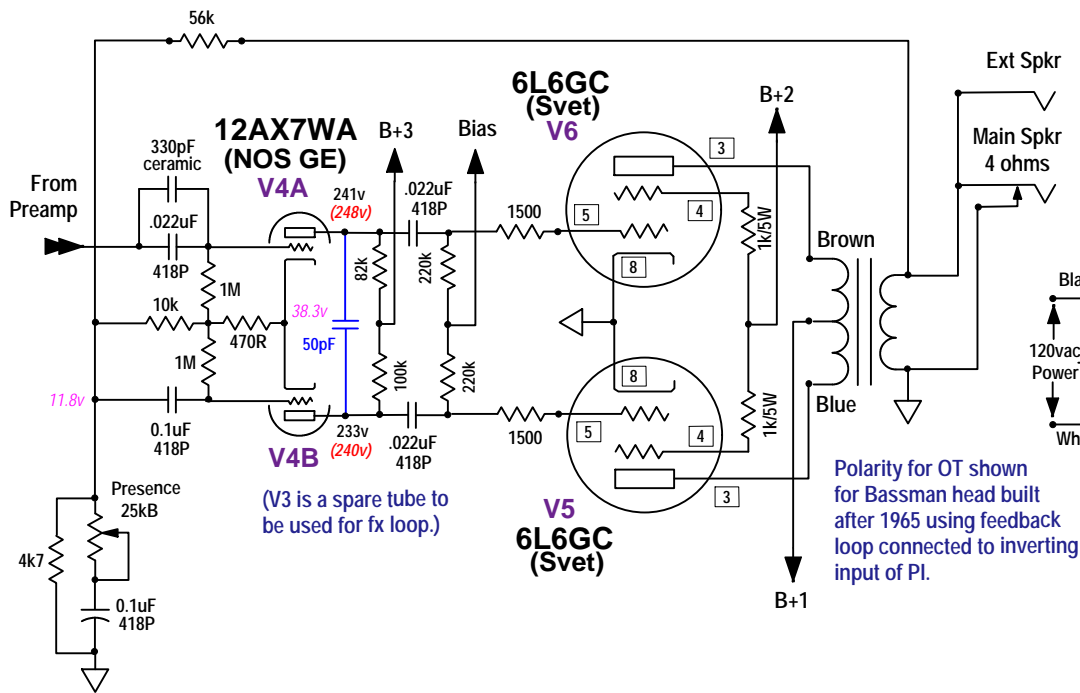 56k
Ext Spkr
6L6GC
(Svet)
V6
B+2
12AX7WA
(NOS GE)
V4A
B+3
Bias
Main Spkr
4 ohms
330pF
ceramic
From
Preamp
.022uF
418P
241v
(248v)
.022uF
418P
1500
5
3
4
8
1k/5W
Brown
82k
220k
1M
10k
470R
38.3v
50pF
1M
100k
220k
Bla
120vac
Power
Wh
11.8v
0.1uF
418P
V4B
233v
(240v)
.022uF
418P
1500
8
5
4
3
1k/5W
Blue
B+1
V5
6L6GC
(Svet)
(V3 is a spare tube to
be used for fx loop.)
Polarity for OT shown
for Bassman head built
after 1965 using feedback
loop connected to inverting
input of PI.
Presence
25kB
4k7
0.1uF
418P